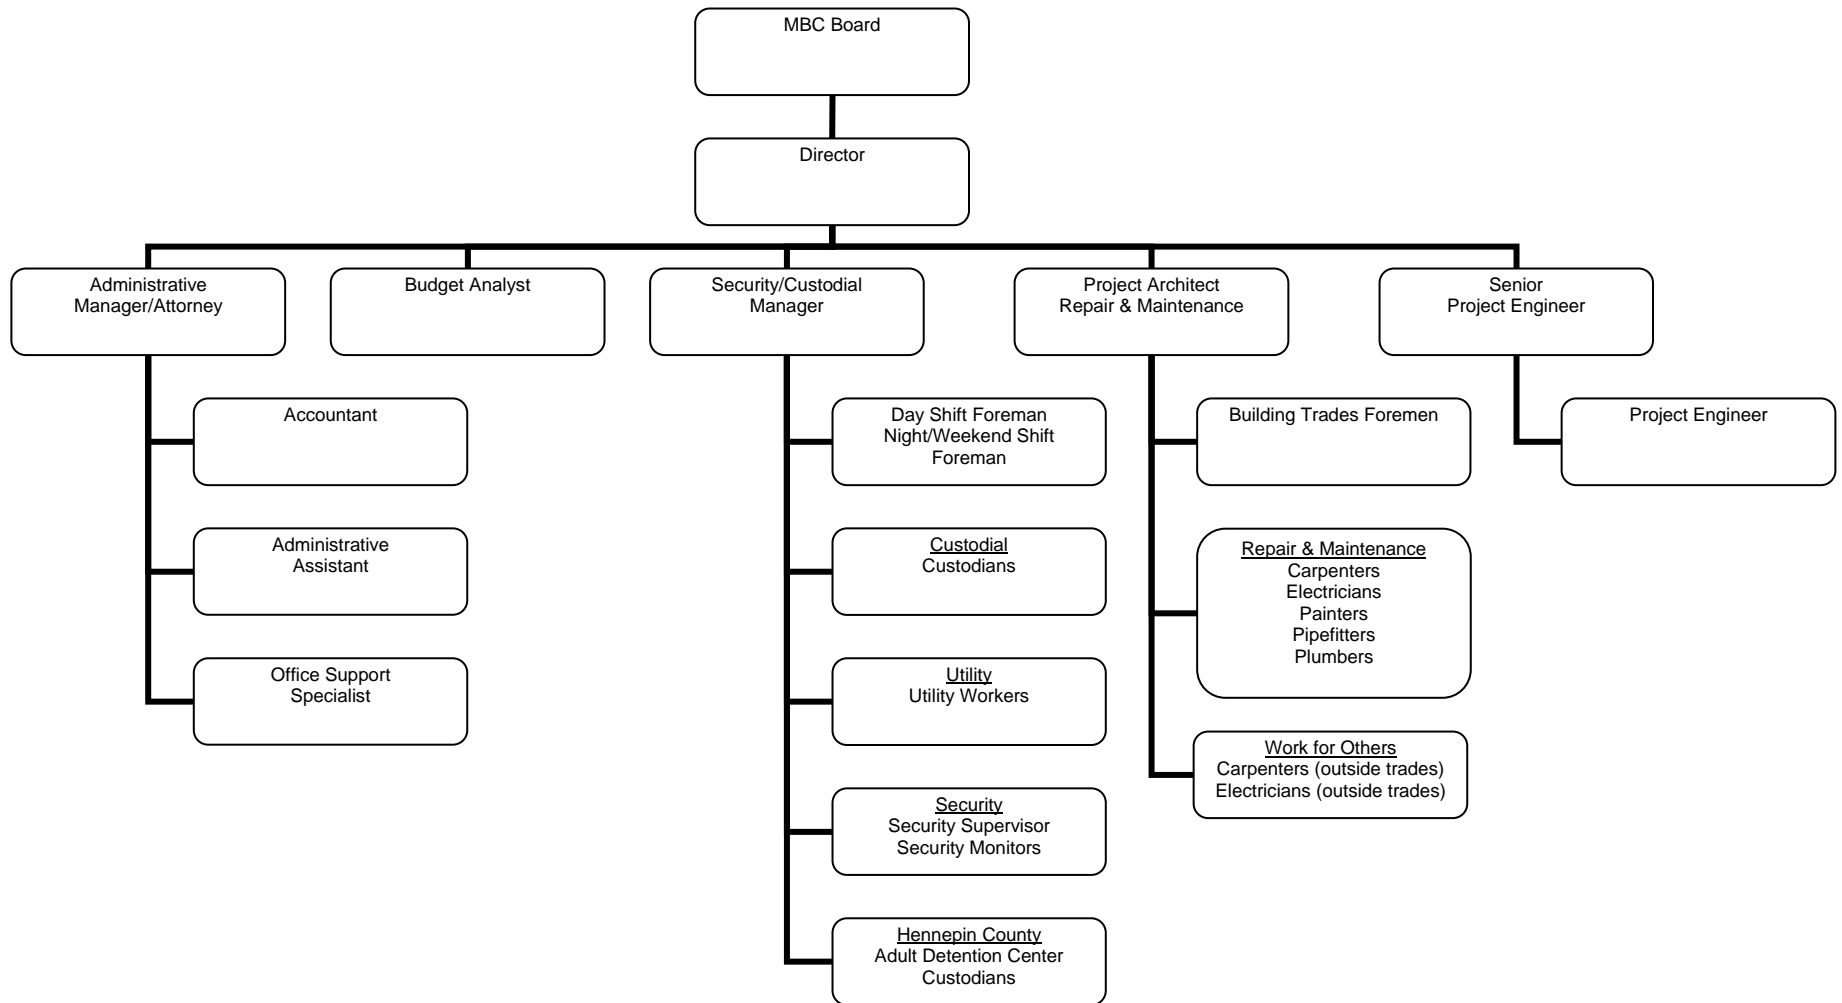 MBC Board
Director
Administrative
Manager/Attorney
Budget Analyst
Security/Custodial
Manager
Project Architect
Repair & Maintenance
Senior
Project Engineer
Accountant
Administrative
Assistant
Office Support
Specialist
Day Shift Foreman
Night/Weekend Shift
Foreman
Custodial
Custodians
Utility
Utility Workers
Security
Security Supervisor
Security Monitors
Hennepin County
Adult Detention Center
Custodians
Building Trades Foremen
Repair & Maintenance
Carpenters
Electricians
Painters
Pipefitters
Plumbers
Work for Others
Carpenters (outside trades)
Electricians (outside trades)
Project Engineer